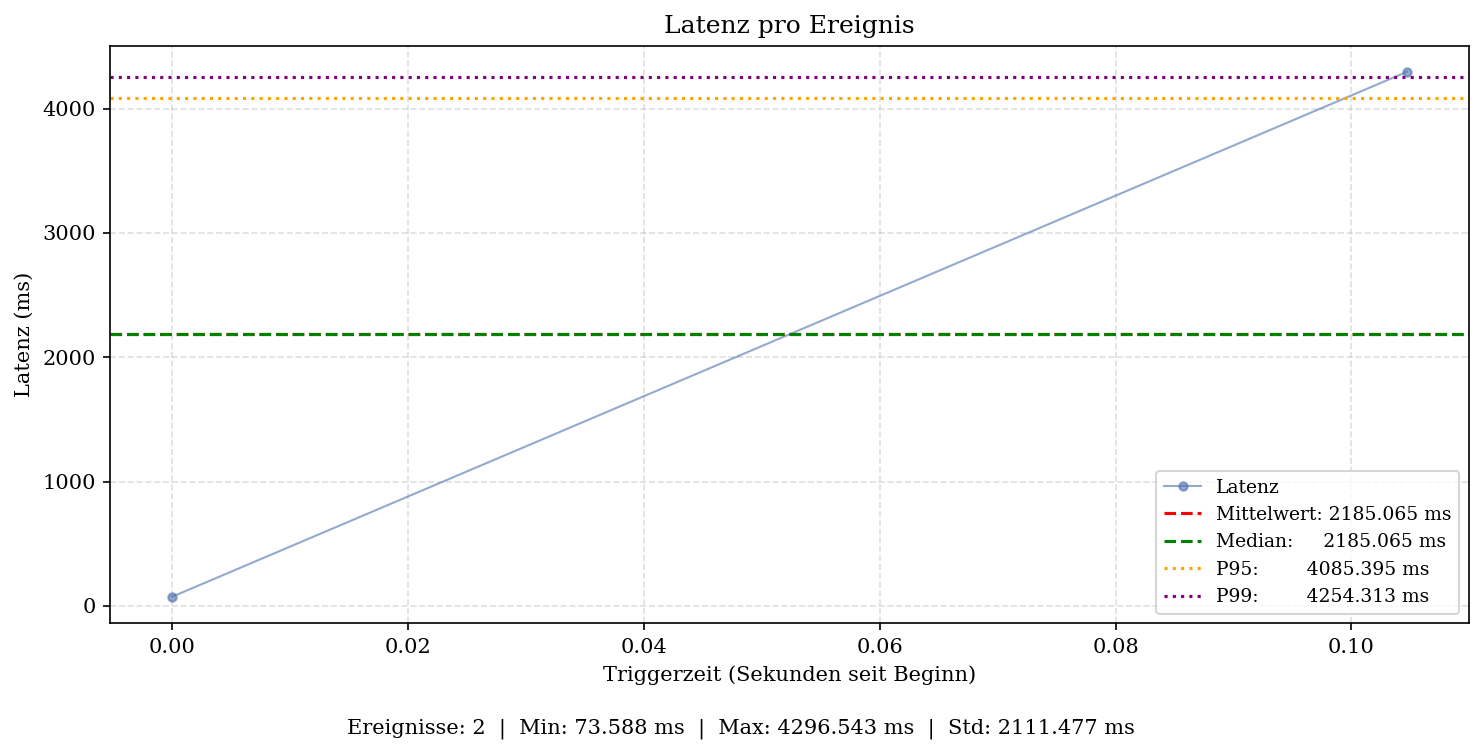 Latenz pro Ereignis
Latenz (ms)
4000
3000
2000
1000
0
0.00 0.02 0.04 0.06 0.08 0.10
Triggerzeit (Sekunden seit Beginn)
Latenz
Mittelwert: 2185.065 ms
Median: 2185.065 ms
P95: 4085.395 ms
P99: 4254.313 ms
Ereignisse: 2 | Min: 73.588 ms | Max: 4296.543 ms | Std: 2111.477 ms